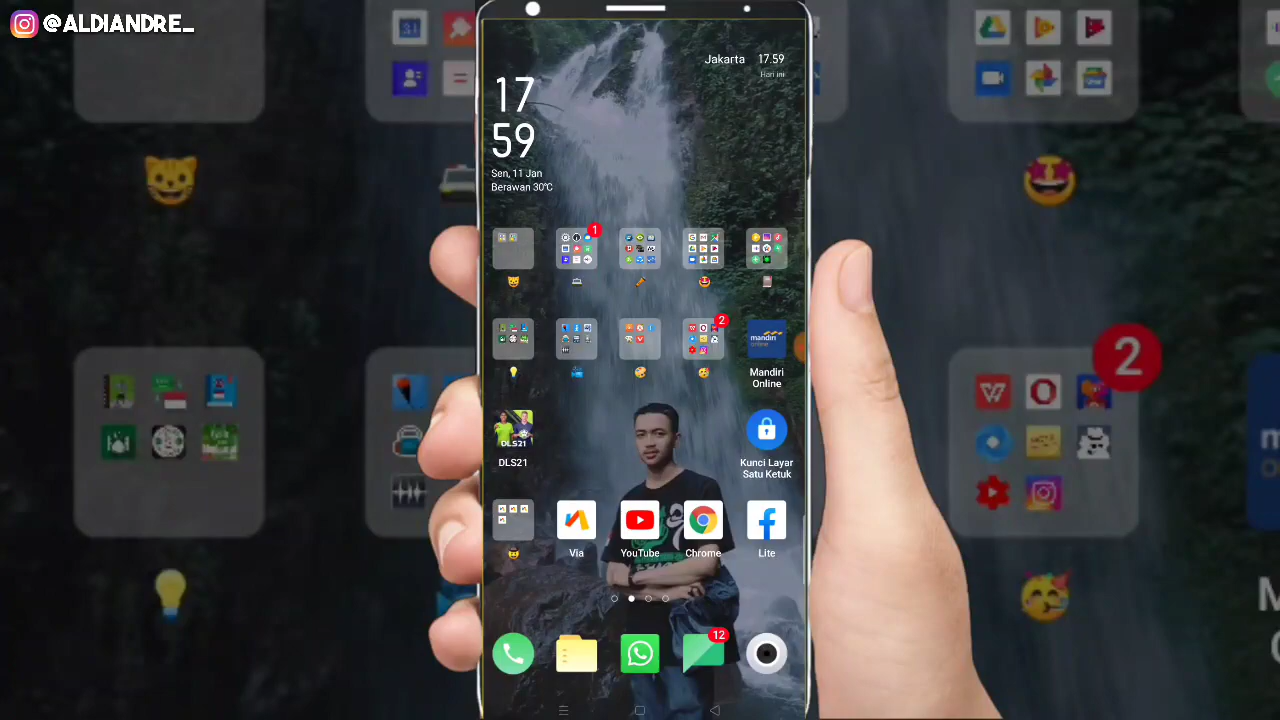 @ALDIANDRE_
Jakarta 17.59
Hari ini
17
59
Sen, 11 Jan
Berawan 30°C
1
2
mandiri
online
Mandiri
Online
DLS21
DLS21
Kunci Layar
Satu Ketuk
Via
YouTube
Chrome
Lite
12
2